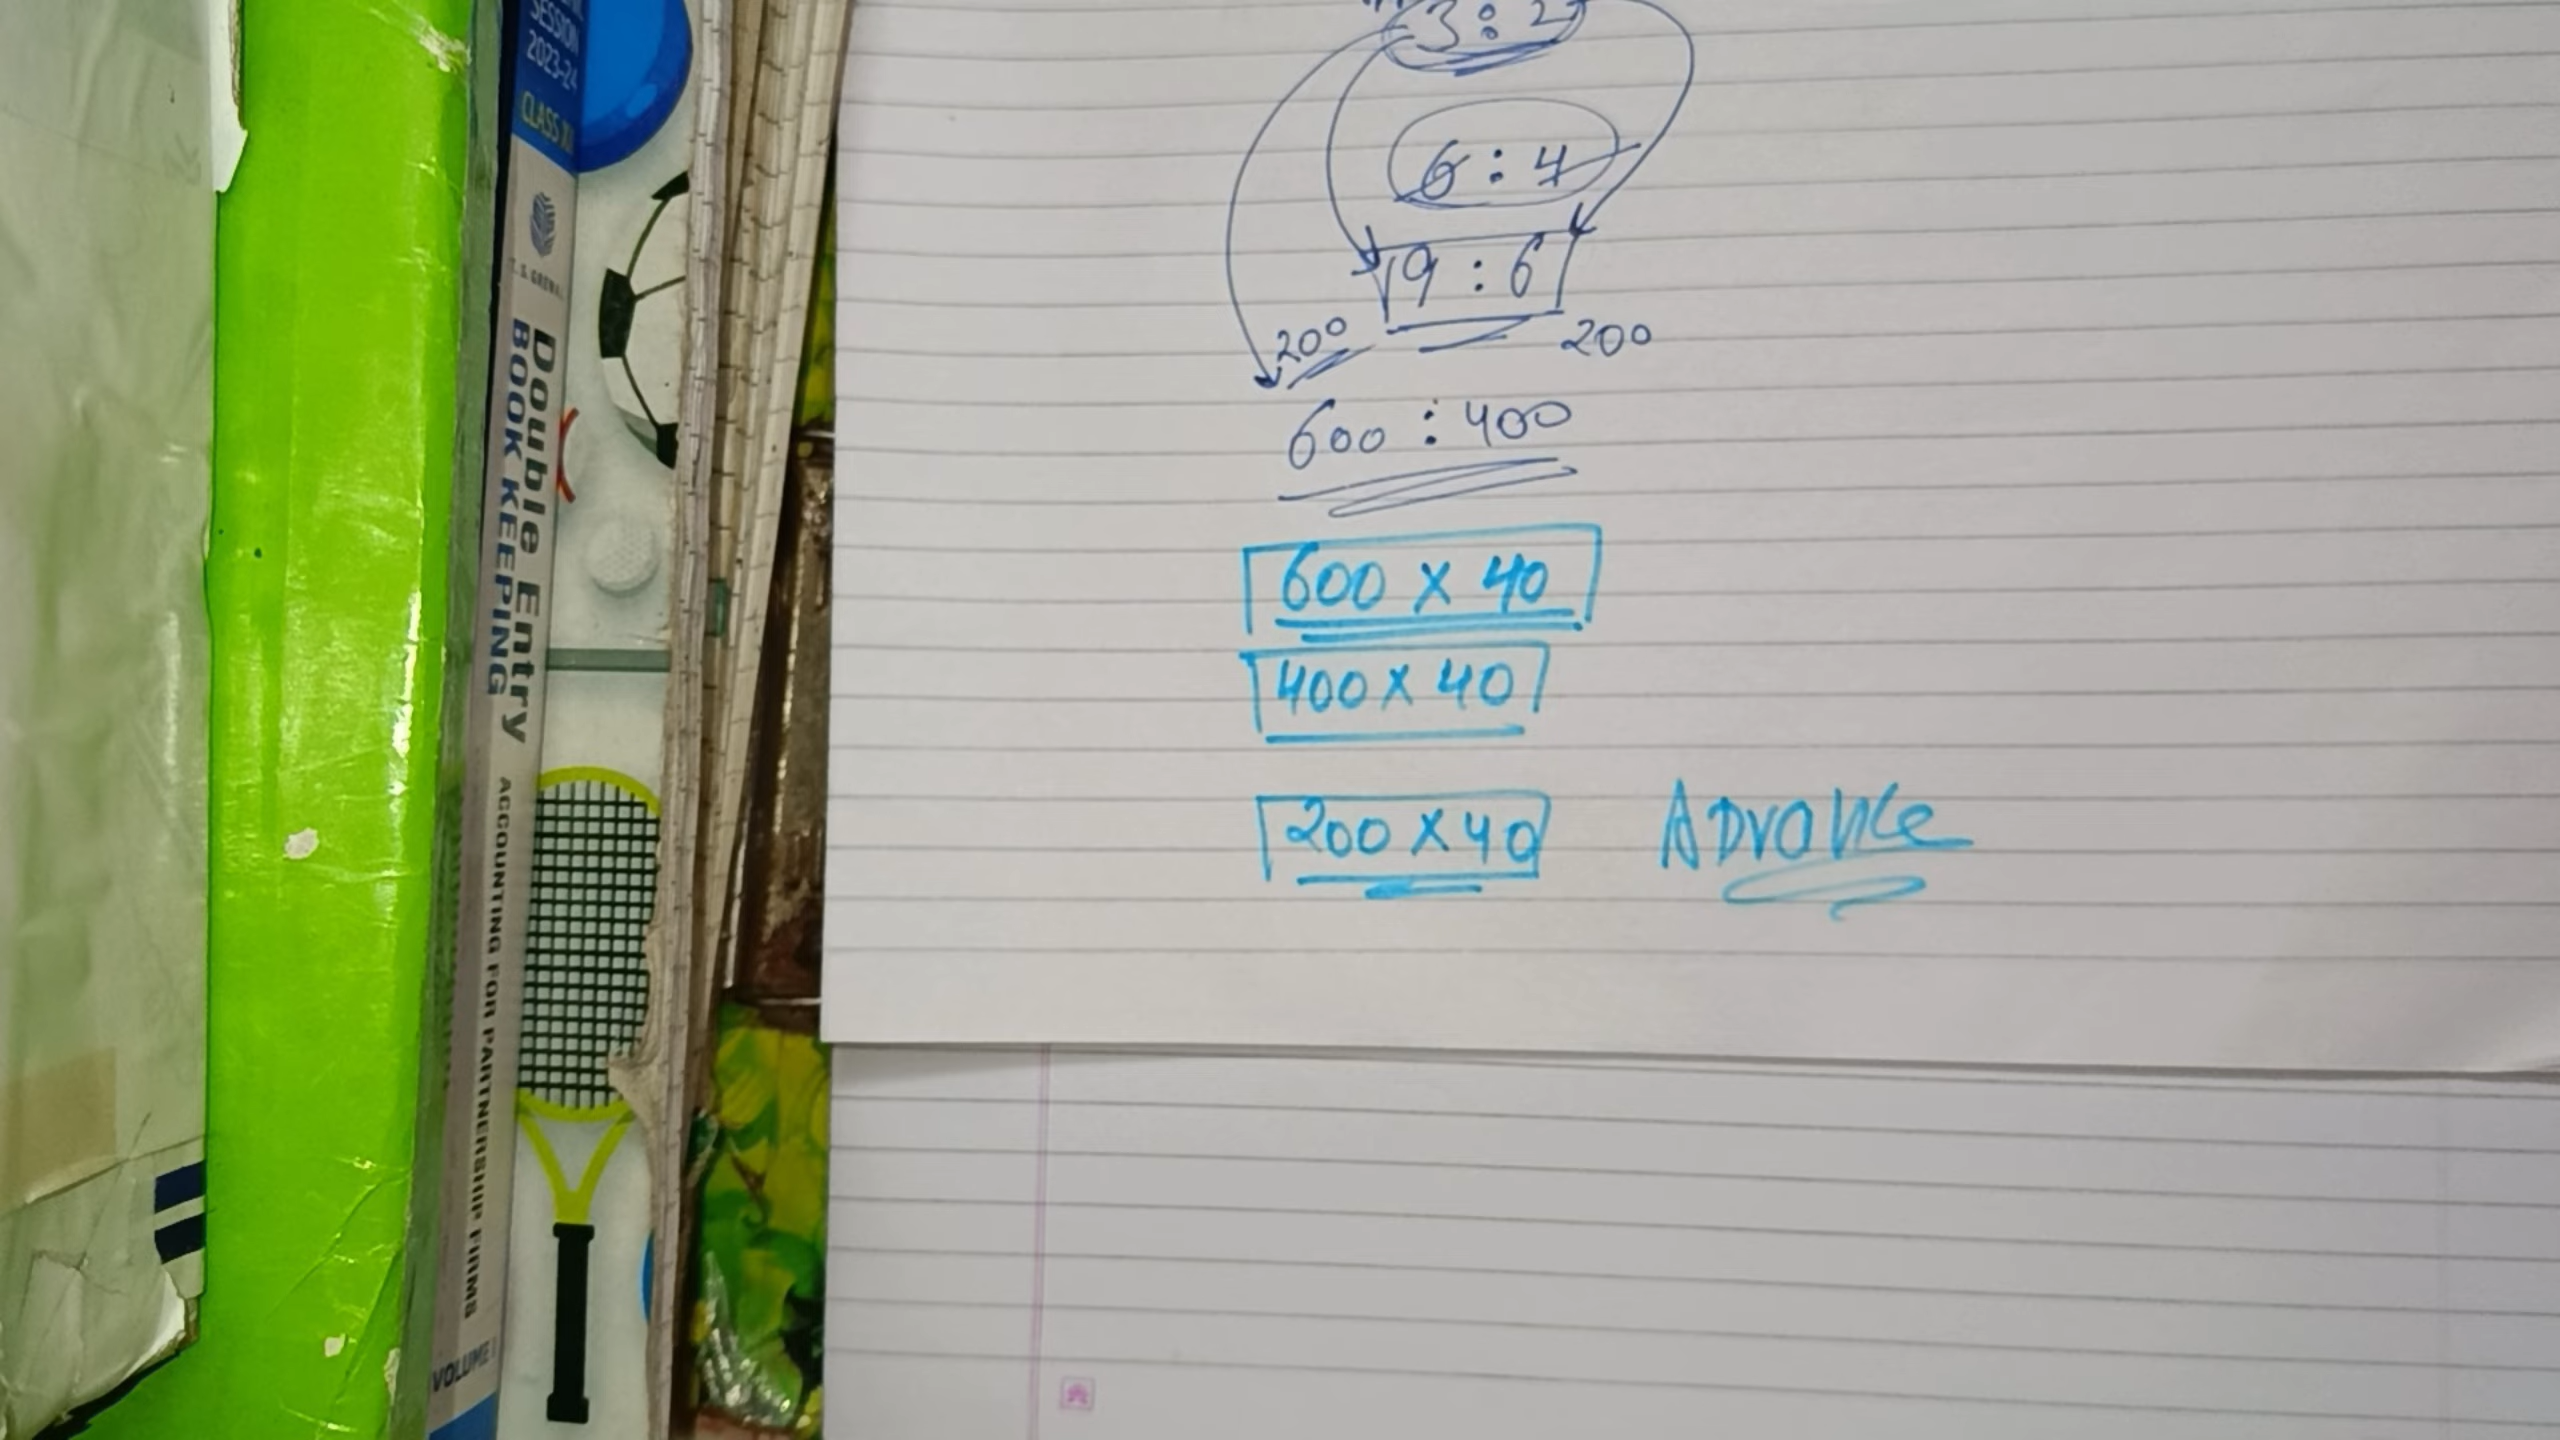 SESSION
2023-24
CLASS XII
T.S. GREWAL
Double Entry
BOOK KEEPING
ACCOUNTING FOR PARTNERSHIP FIRMS
VOLUME I
3 : 2
6 : 4
9 : 6
200 200
600 : 400
600 x 40
400 x 40
200 x 40 Advance